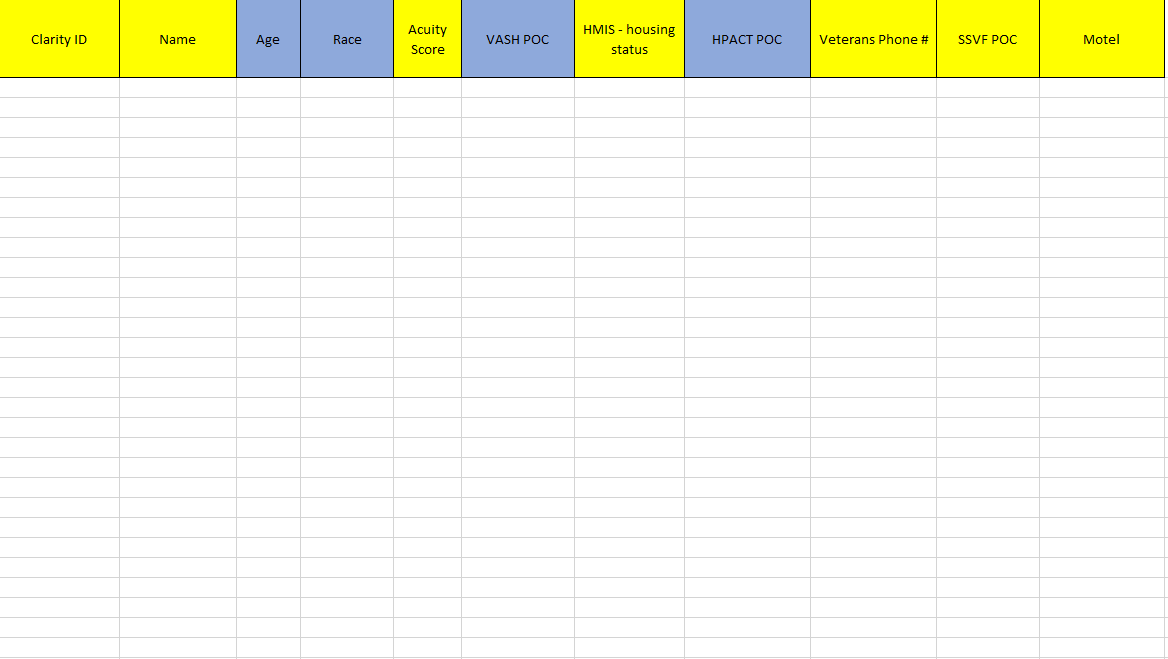 Clarity ID
Name
Age
Race
Acuity
Score
VASH POC
HMIS - housing
status
HPACT POC
Veterans Phone #
SSVF POC
Motel